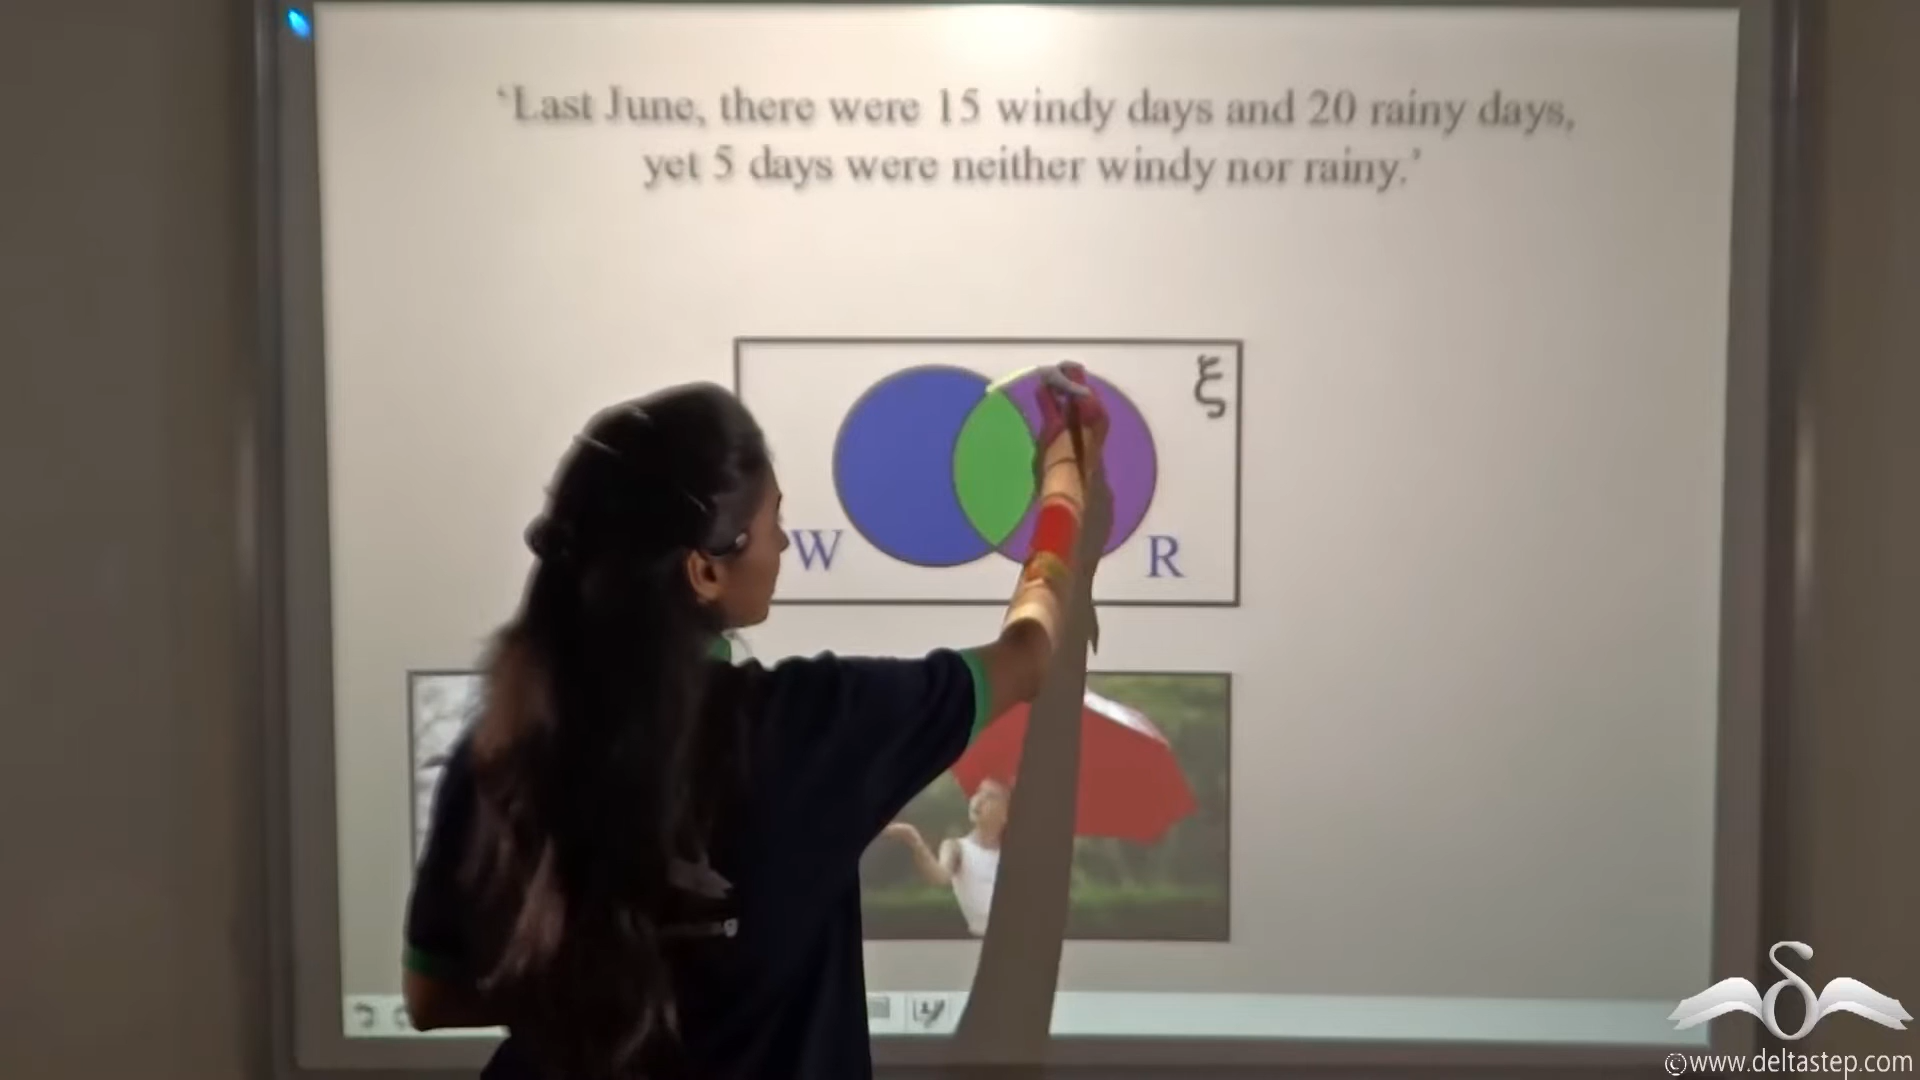 ‘Last June, there were 15 windy days and 20 rainy days,
yet 5 days were neither windy nor rainy.’
ξ
W
R
©www.deltastep.com